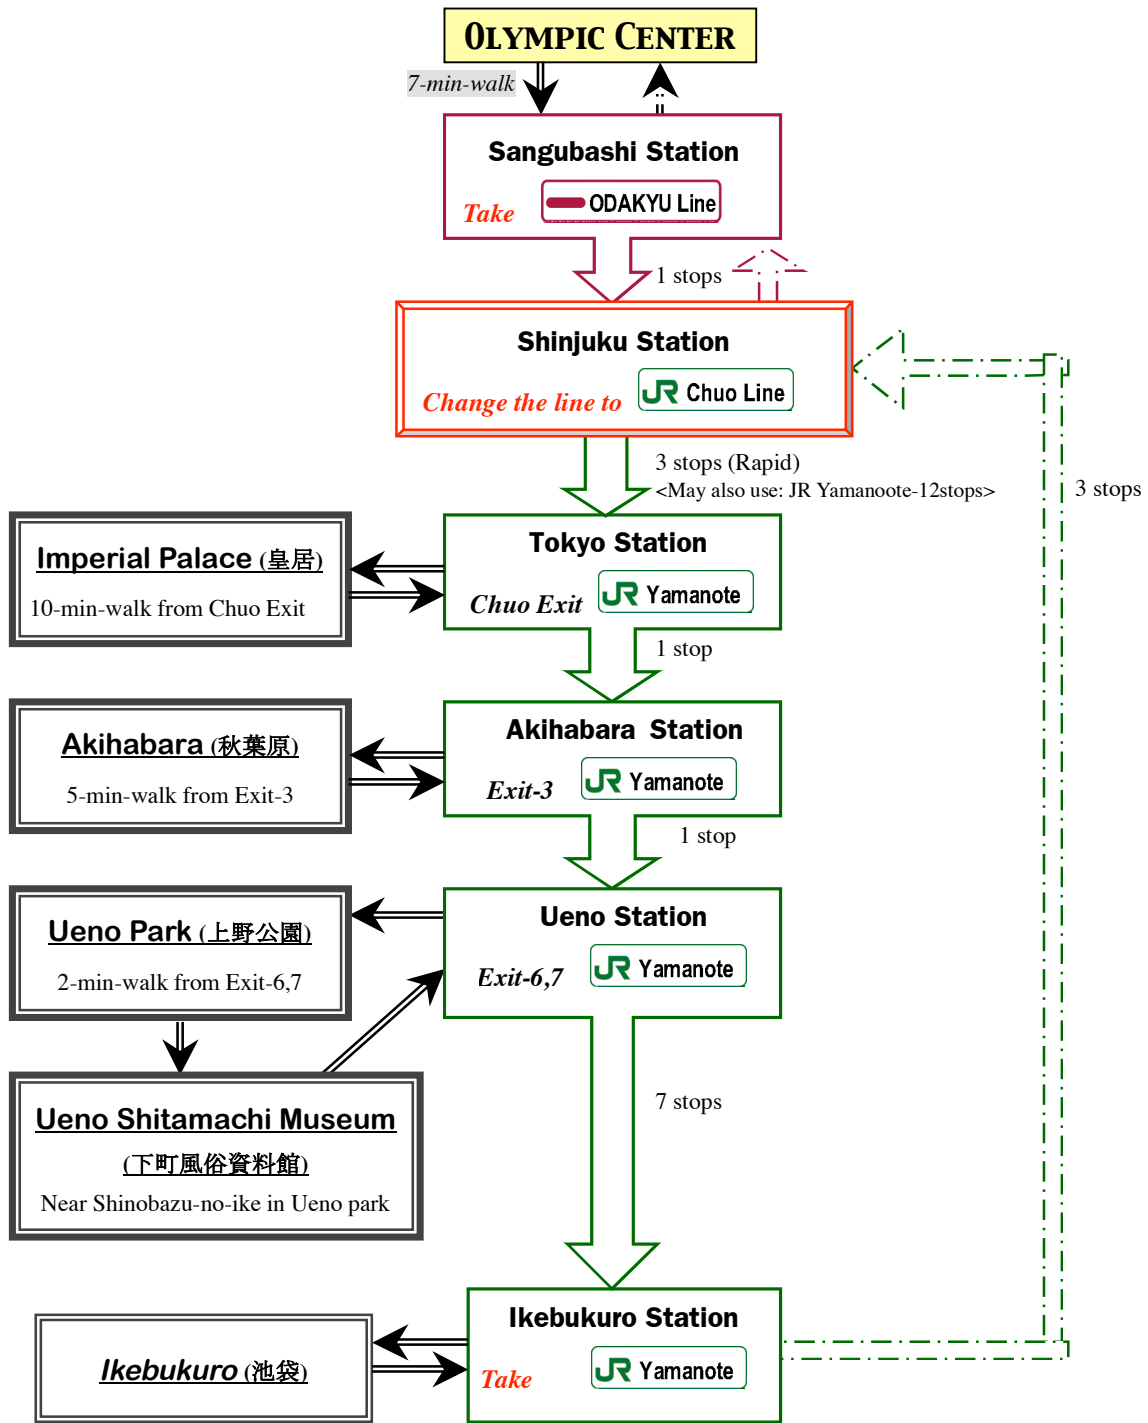 OLYMPIC CENTER
7-min-walk
Sangubashi Station
Take ODAKYU Line
1 stops
Shinjuku Station
Change the line to JR Chuo Line
3 stops (Rapid)
<May also use: JR Yamanoote-12stops>
3 stops
Imperial Palace (皇居)
10-min-walk from Chuo Exit
Tokyo Station
Chuo Exit JR Yamanote
1 stop
Akihabara (秋葉原)
5-min-walk from Exit-3
Akihabara Station
Exit-3 JR Yamanote
1 stop
Ueno Park (上野公園)
2-min-walk from Exit-6,7
Ueno Station
Exit-6,7 JR Yamanote
Ueno Shitamachi Museum
(下町風俗資料館)
Near Shinobazu-no-ike in Ueno park
7 stops
Ikebukuro (池袋)
Ikebukuro Station
Take JR Yamanote